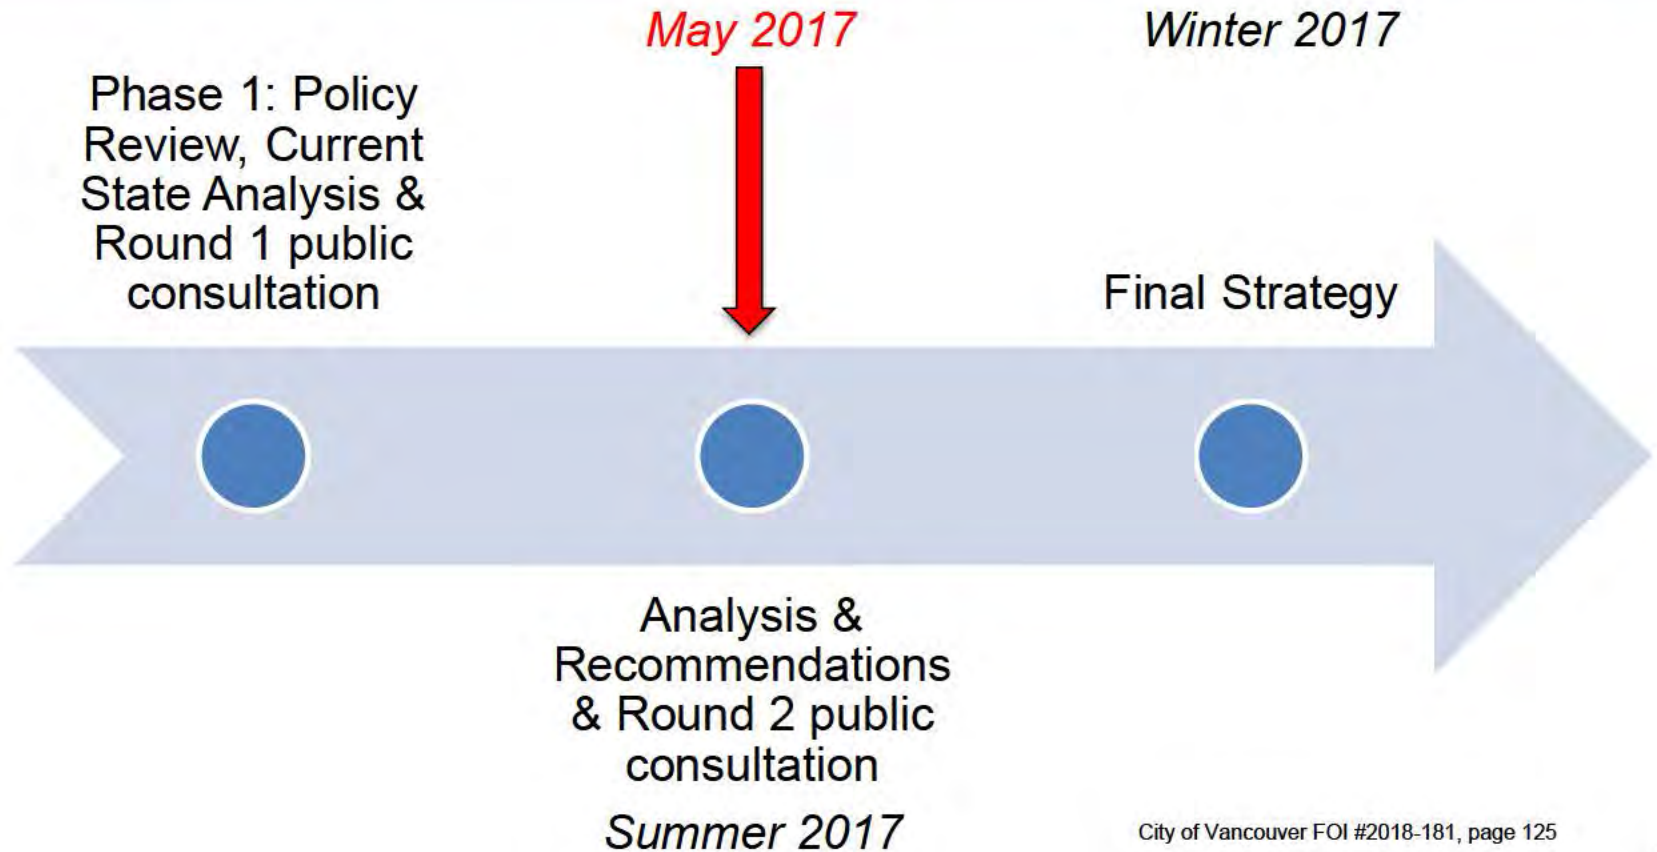 May 2017
Winter 2017
Phase 1: Policy
Review, Current
State Analysis &
Round 1 public
consultation
Final Strategy
Analysis &
Recommendations
& Round 2 public
consultation
Summer 2017
City of Vancouver FOI #2018-181, page 125